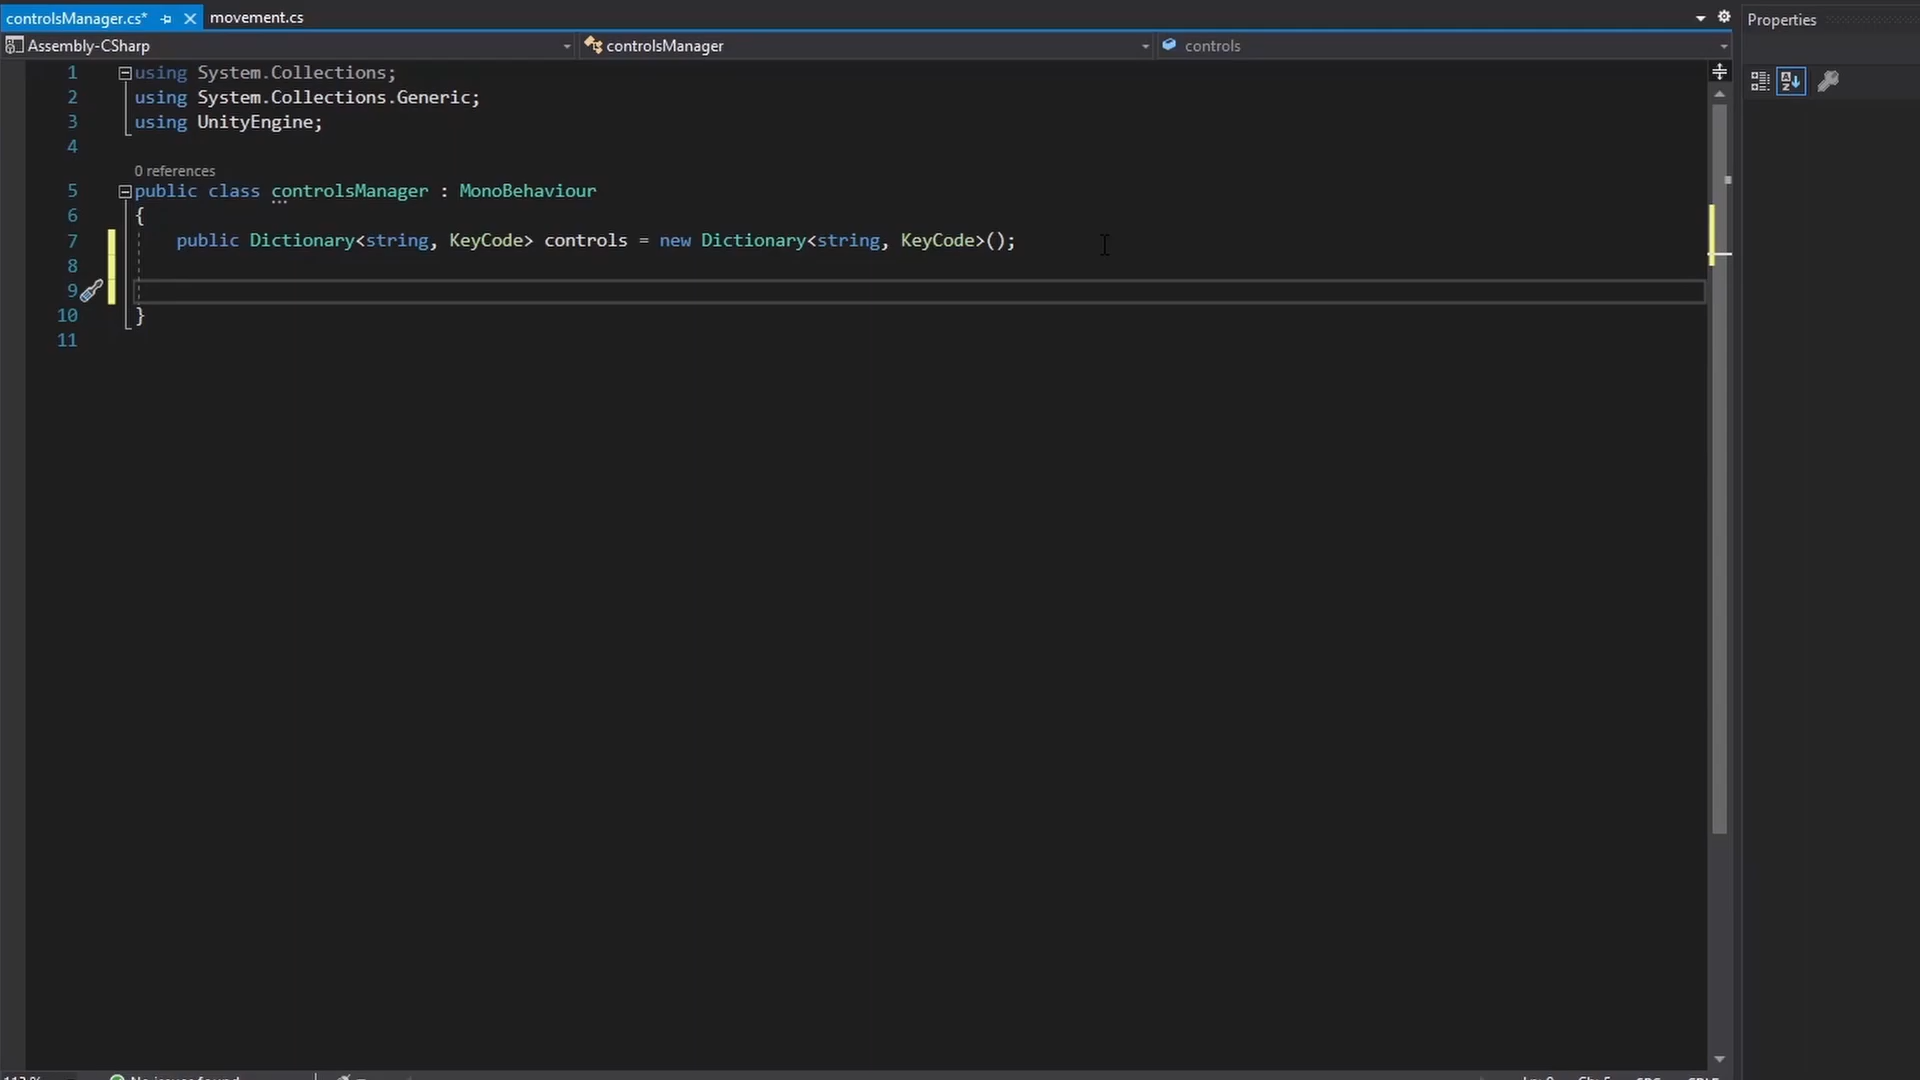 controlsManager.cs* movement.cs
Properties
Assembly-CSharp controlsManager controls
1 using System.Collections;
2 using System.Collections.Generic;
3 using UnityEngine;
4
0 references
5 public class controlsManager : MonoBehaviour
6 {
7 public Dictionary<string, KeyCode> controls = new Dictionary<string, KeyCode>();
8
9
10 }
11